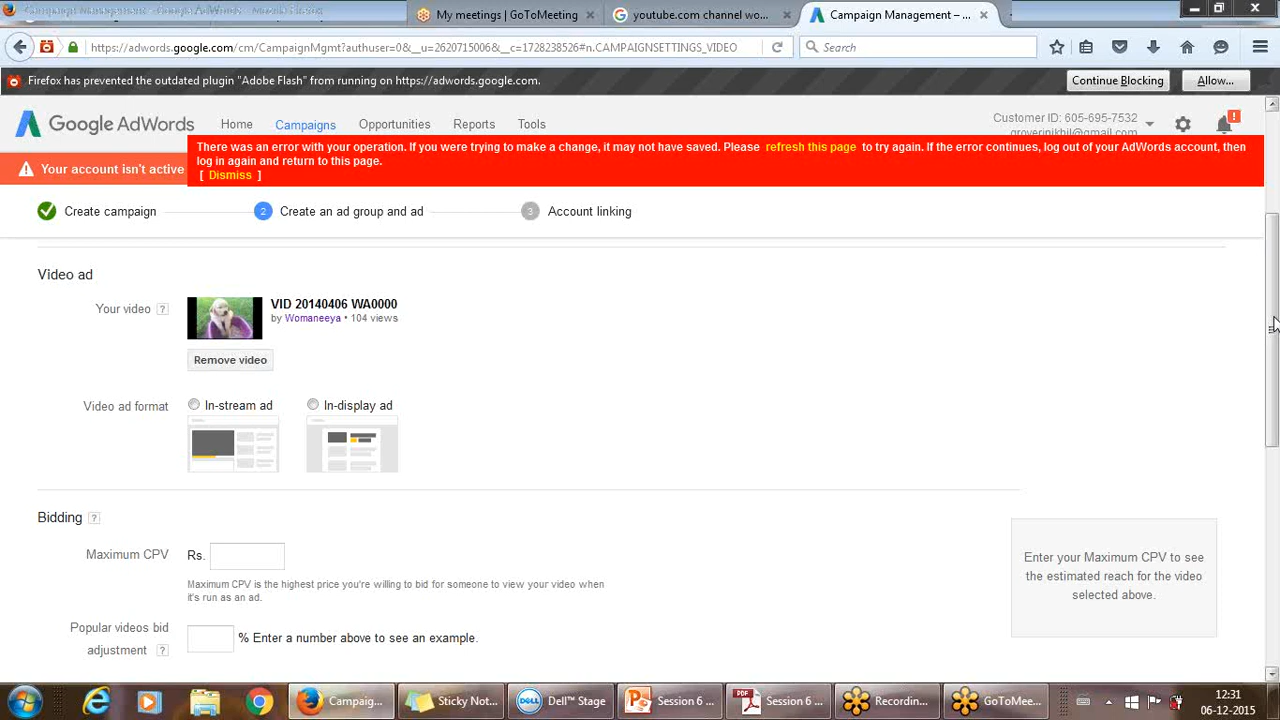 My meetings | GoToMeeting
youtube.com channel wo...
Campaign Management – ...
https://adwords.google.com/cm/CampaignMgmt?authuser=0&__u=2620715006&__c=1728238526#n.CAMPAIGNSETTINGS_VIDEO
Search
Firefox has prevented the outdated plugin "Adobe Flash" from running on https://adwords.google.com.
Continue Blocking
Allow...
Google AdWords
Home
Campaigns
Opportunities
Reports
Tools
Customer ID: 605-695-7532
!
There was an error with your operation. If you were trying to make a change, it may not have saved. Please refresh this page to try again. If the error continues, log out of your AdWords account, then
log in again and return to this page.
[ Dismiss ]
Your account isn't active
Create campaign
2 Create an ad group and ad
3 Account linking
Video ad
Your video ?
VID 20140406 WA0000
by Womaneeya • 104 views
Remove video
Video ad format
In-stream ad
In-display ad
Bidding ?
Maximum CPV
Rs.
Maximum CPV is the highest price you're willing to bid for someone to view your video when
it's run as an ad.
Enter your Maximum CPV to see
the estimated reach for the video
selected above.
Popular videos bid
adjustment ?
% Enter a number above to see an example.
Campaig...
Sticky Not...
DELL
Dell™ Stage
Session 6 ...
PDF
Session 6 ...
Recordin...
GoToMee...
12:31
06-12-2015